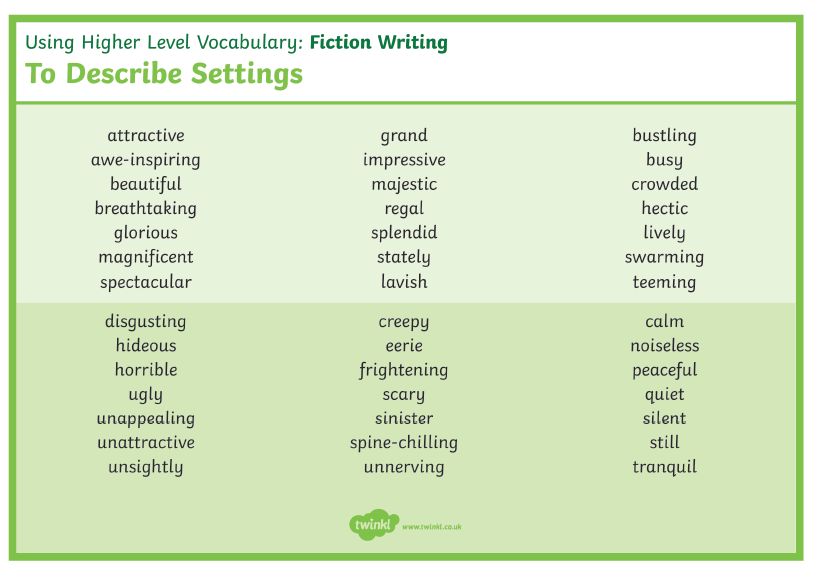 Using Higher Level Vocabulary: Fiction Writing
To Describe Settings
attractive
awe-inspiring
beautiful
breathtaking
glorious
magnificent
spectacular
grand
impressive
majestic
regal
splendid
stately
lavish
bustling
busy
crowded
hectic
lively
swarming
teeming
disgusting
hideous
horrible
ugly
unappealing
unattractive
unsightly
creepy
eerie
frightening
scary
sinister
spine-chilling
unnerving
calm
noiseless
peaceful
quiet
silent
still
tranquil
twinkl www.twinkl.co.uk